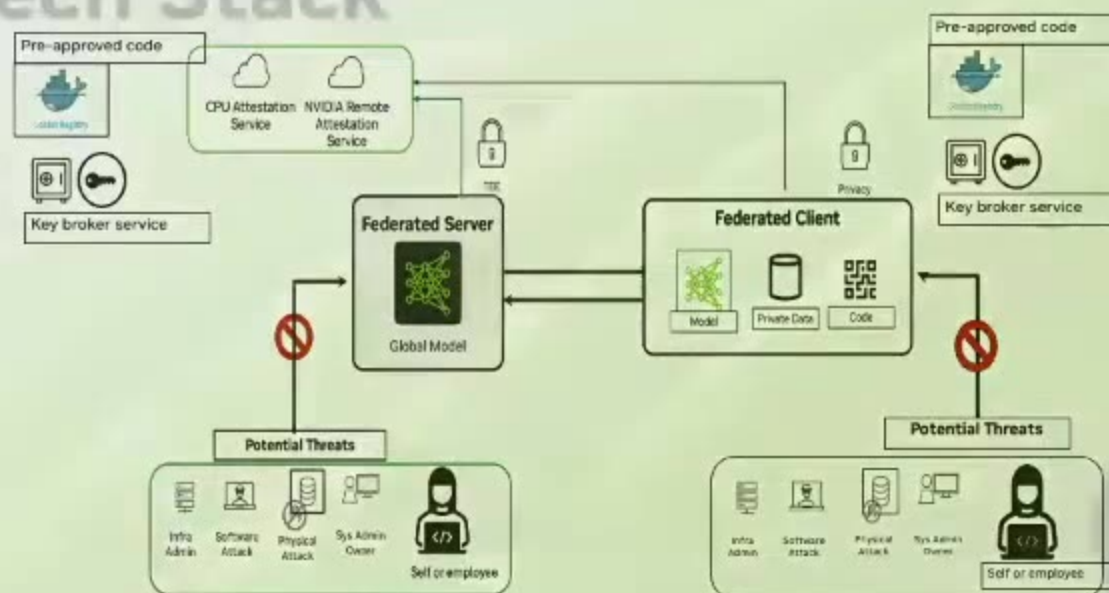 Tech Stack
Pre-approved code
Key broker service
CPU Attestation
Service
NVIDIA Remote
Attestation
Service
Federated Server
Global Model
Privacy
Federated Client
Model
Private Data
Code
Pre-approved code
Key broker service
Potential Threats
Infra
Admin
Software
Attack
Physical
Attack
Sys Admin
Owner
</>
Self or employee
Potential Threats
Infra
Admin
Software
Attack
Physical
Attack
Sys Admin
Owner
</>
Self or employee